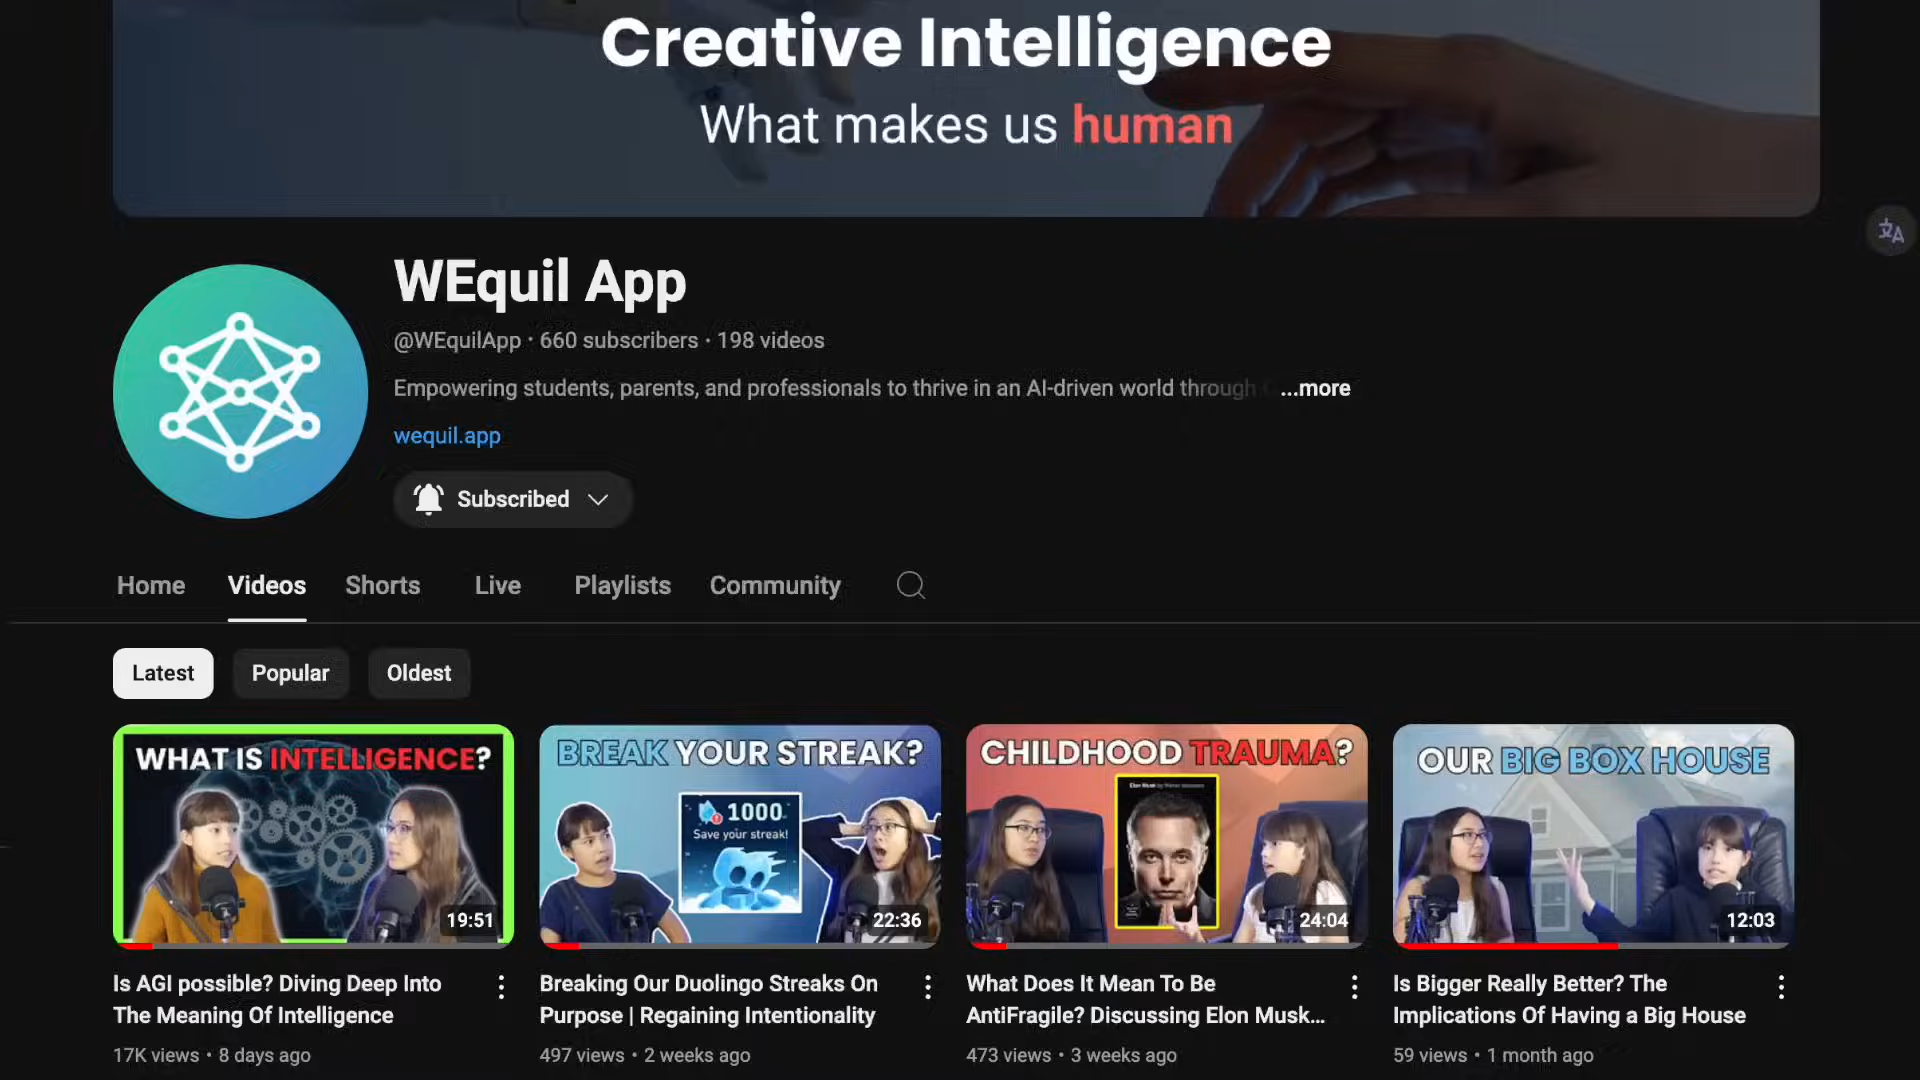 Creative Intelligence
What makes us human
WEquil App
@WEquilApp · 660 subscribers · 198 videos
Empowering students, parents, and professionals to thrive in an AI-driven world through ...more
wequil.app
Subscribed
Home Videos Shorts Live Playlists Community
Latest Popular Oldest
WHAT IS INTELLIGENCE?
19:51
BREAK YOUR STREAK?
1000
Save your streak!
22:36
CHILDHOOD TRAUMA?
24:04
OUR BIG BOX HOUSE
12:03
Is AGI possible? Diving Deep Into
The Meaning Of Intelligence
17K views · 8 days ago
Breaking Our Duolingo Streaks On
Purpose | Regaining Intentionality
497 views · 2 weeks ago
What Does It Mean To Be
AntiFragile? Discussing Elon Musk...
473 views · 3 weeks ago
Is Bigger Really Better? The
Implications Of Having a Big House
59 views · 1 month ago